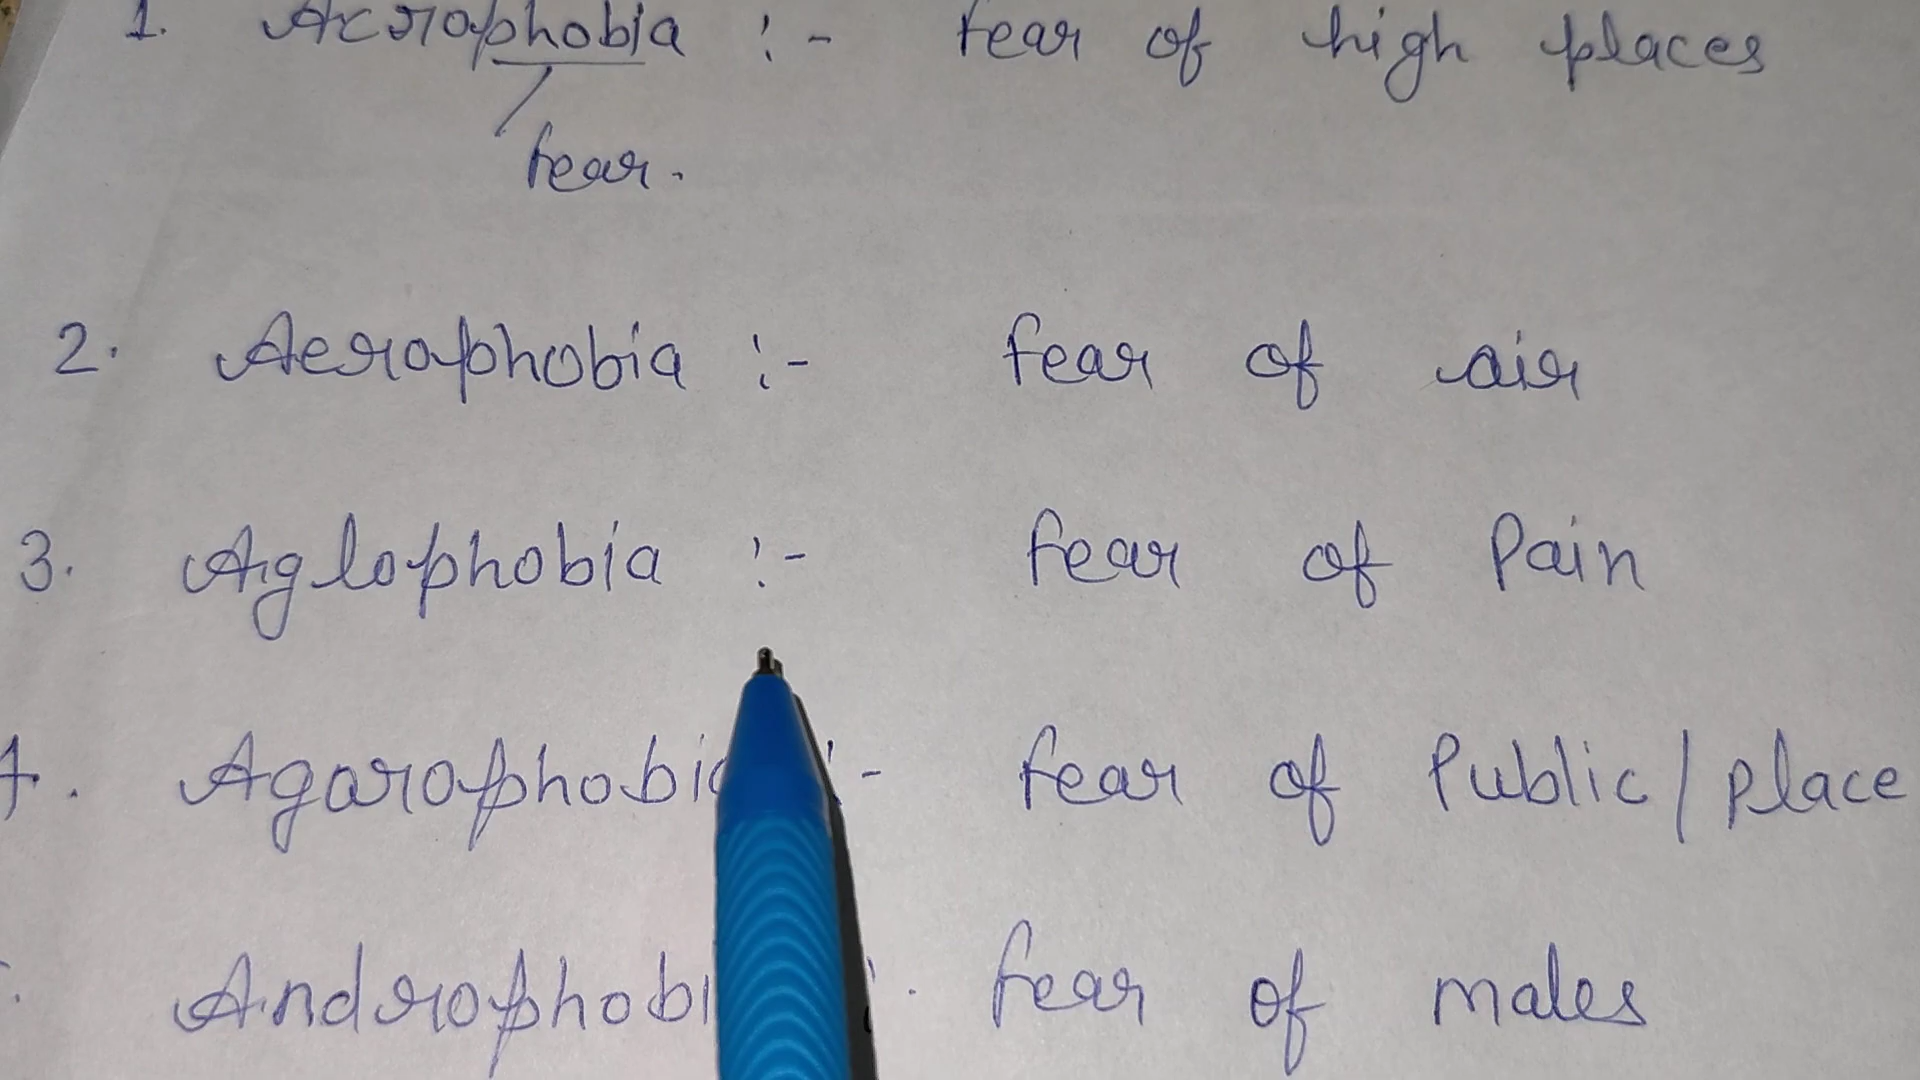 1. Acrophobia :- fear of high places
fear.
2. Aerophobia :- fear of air
3. Aglophobia :- fear of Pain
4. Agarophobia :- fear of Public/place
Androphobi fear of males